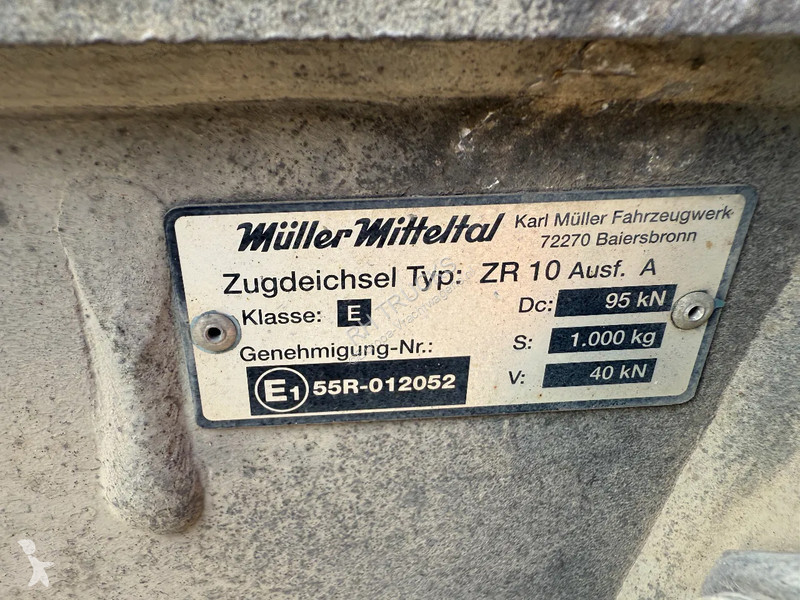 Müller Mitteltal
Karl Müller Fahrzeugwerk
72270 Baiersbronn
Zugdeichsel Typ: ZR 10 Ausf. A
Klasse: E
Dc: 95 kN
Genehmigung-Nr.:
S: 1.000 kg
E1 55R-012052
V: 40 kN